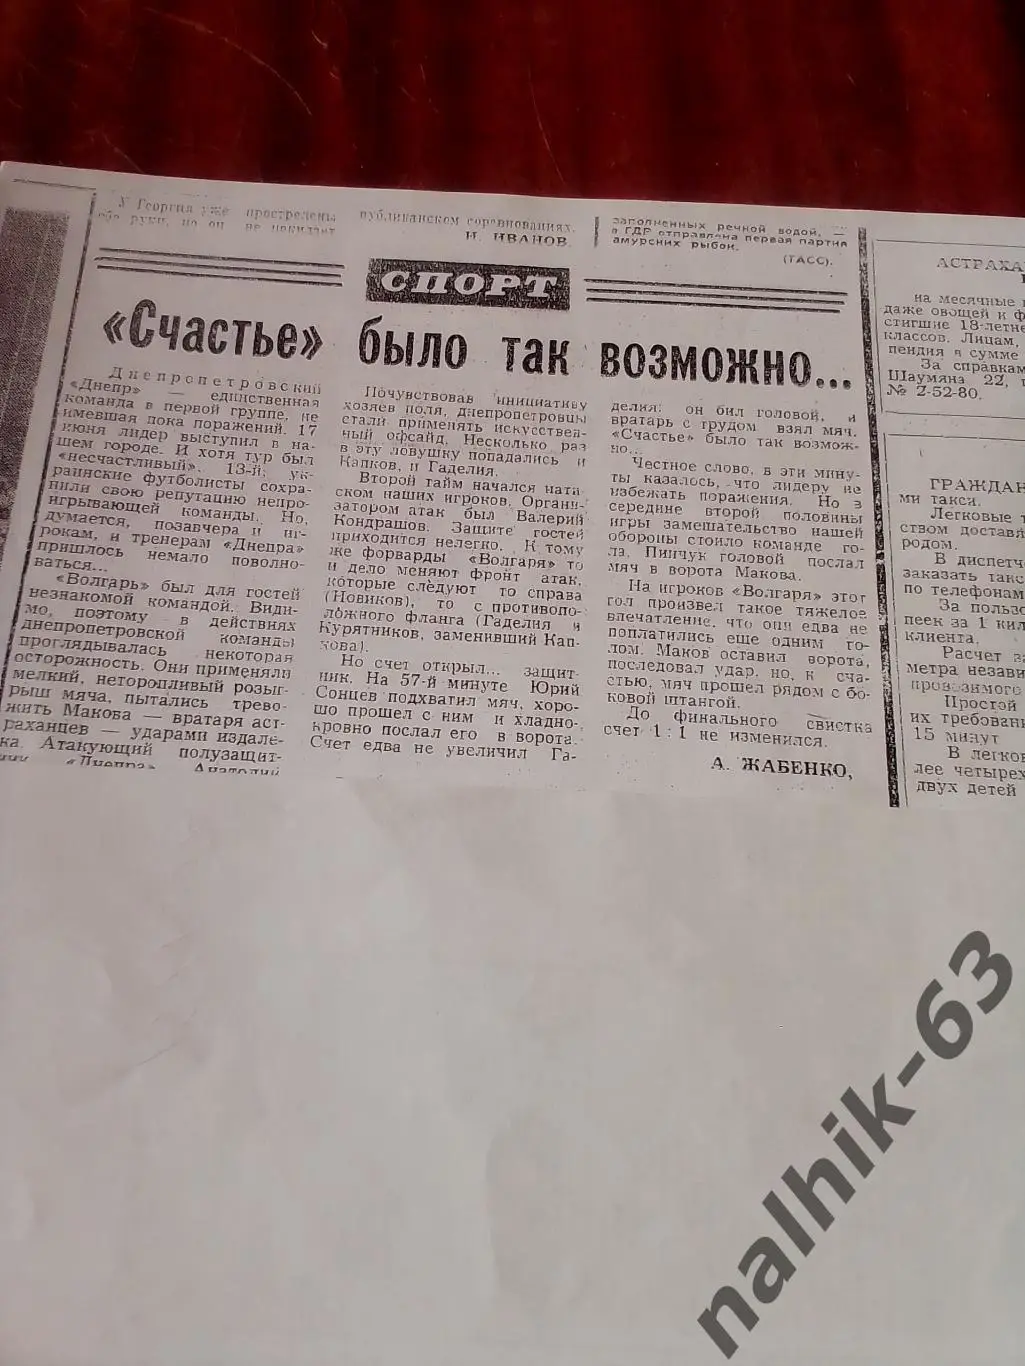 У Георгия уже прострелены
обе руки, но он не покидает
публиканском соревнованиях.
И. ИВАНОВ.
заполненных речной водой, —
в ГДР отправлена первая партия
амурских рыбок.
(ТАСС).
СПОРТ
«Счастье» было так возможно...
Днепропетровский
«Днепр» — единственная
команда в первой группе, не
имевшая пока поражений. 17
июня лидер выступил в на-
шем городе. И хотя тур был
«несчастливый», 13-й, ук-
раинские футболисты сохра-
нили свою репутацию непро-
игрывающей команды. Но,
думается, позавчера и иг-
рокам, и тренерам «Днепра»
пришлось немало поволно-
ваться...
«Волгарь» был для гостей
незнакомой командой. Види-
мо, поэтому в действиях
днепропетровской команды
проглядывалась некоторая
осторожность. Они применяли
мелкий, неторопливый розыг-
рыш мяча, пытались трево-
жить Макова — вратаря аст-
раханцев — ударами издале-
ка. Атакующий полузащит-
«Днепра» Анатолий
Почувствовав инициативу
хозяев поля, днепропетровцы
стали применять искусствен-
ный офсайд. Несколько раз
в эту ловушку попадались и
Капков, и Гаделия.
Второй тайм начался нати
ском наших игроков. Органи-
затором атак был Валерий
Кондрашов. Защите гостей
приходится нелегко. К тому
же форварды «Волгаря» то
и дело меняют фронт атак,
которые следуют то справа
(Новиков), то с противопо-
ложного фланга (Гаделия и
Курятников, заменивший Кап-
кова).
Но счет открыл... защит-
ник. На 57-й минуте Юрий
Сонцев подхватил мяч, хоро-
шо прошел с ним и хладно-
кровно послал его в ворота.
Счет едва не увеличил Га-
делия: он бил головой, и
вратарь с трудом взял мяч.
«Счастье» было так возмож-
но...
Честное слово, в эти мину-
ты казалось, что лидеру не
избежать поражения. Но в
середине второй половины
игры замешательство нашей
обороны стоило команде го-
ла. Пинчук головой послал
мяч в ворота Макова.
На игроков «Волгаря» этот
гол произвел такое тяжелое
впечатление, что они едва не
поплатились еще одним го-
лом. Маков оставил ворота,
последовал удар, но, к сча-
стью, мяч прошел рядом с бо-
ковой штангой.
До финального свистка
счет 1:1 не изменился.
А. ЖАБЕНКО,
АСТРАХА
на месячные
даже овощей и ф
стигшие 18-летне
классов. Лицам,
пендия в сумме
За справкам
Шаумяна 22,
№ 2-52-80.
ГРАЖДАН
ми такси.
Легковые т
ством достави
родом.
В диспетч
заказать такс
по телефонам
За пользо
пеек за 1 кил
клиента.
Расчет за
метра незави
провозимого
Простой
их требовани
15 минут
В легков
лее четырех
двух детей
nalhik-63